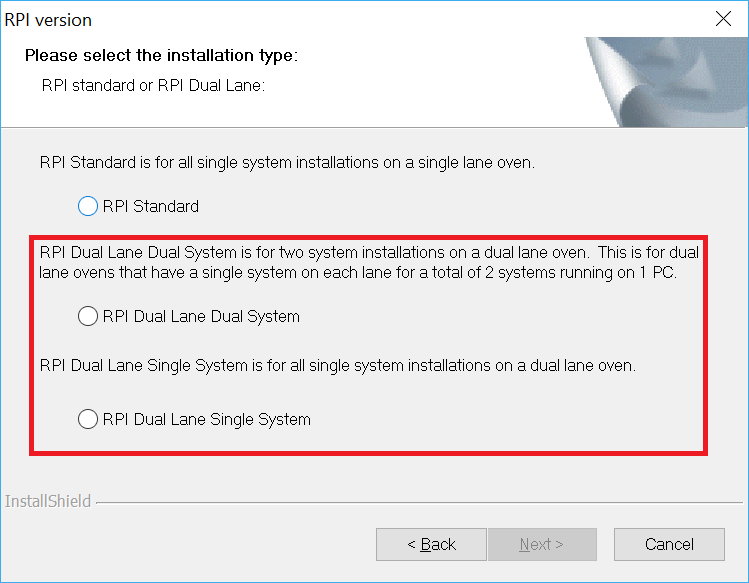 RPI version
Please select the installation type:
RPI standard or RPI Dual Lane:
RPI Standard is for all single system installations on a single lane oven.
RPI Standard
RPI Dual Lane Dual System is for two system installations on a dual lane oven. This is for dual
lane ovens that have a single system on each lane for a total of 2 systems running on 1 PC.
RPI Dual Lane Dual System
RPI Dual Lane Single System is for all single system installations on a dual lane oven.
RPI Dual Lane Single System
InstallShield
< Back Next > Cancel